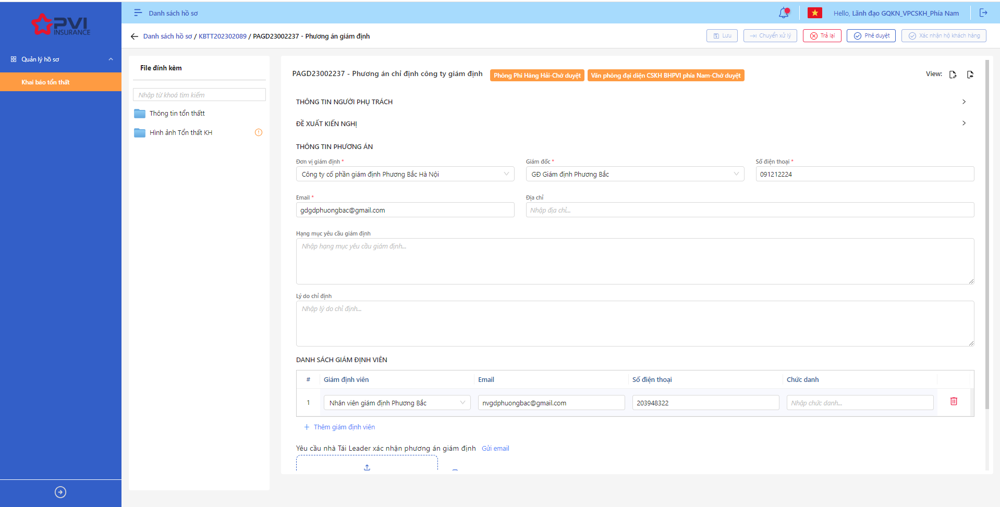 PVI
INSURANCE
Danh sách hồ sơ
Hello, Lãnh đạo GQKN_VPCSKH_Phía Nam
Danh sách hồ sơ / KBTT202302089 / PAGD23002237 - Phương án giám định
Lưu
Chuyển xử lý
Trả lại
Phê duyệt
Xác nhận hộ khách hàng
Quản lý hồ sơ
Khai báo tổn thất
File đính kèm
Nhập từ khoá tìm kiếm
Thông tin tổn thấtt
Hình ảnh Tổn thất KH
PAGD23002237 - Phương án chỉ định công ty giám định
Phòng Phi Hàng Hải-Chờ duyệt
Văn phòng đại diện CSKH BHPVI phía Nam-Chờ duyệt
View:
THÔNG TIN NGƯỜI PHỤ TRÁCH
ĐỀ XUẤT KIẾN NGHỊ
THÔNG TIN PHƯƠNG ÁN
Đơn vị giám định *
Giám đốc *
Số điện thoại *
Công ty cổ phần giám định Phương Bắc Hà Nội
GĐ Giám định Phương Bắc
091212224
Email *
Địa chỉ
gdgdphuongbac@gmail.com
Nhập địa chỉ...
Hạng mục yêu cầu giám định
Nhập hạng mục yêu cầu giám định...
Lý do chỉ định
Nhập lý do chỉ định...
DANH SÁCH GIÁM ĐỊNH VIÊN
# Giám định viên Email Số điện thoại Chức danh
1 Nhân viên giám định Phương Bắc nvgdphuongbac@gmail.com 203948322 Nhập chức danh...
+ Thêm giám định viên
Yêu cầu nhà Tái Leader xác nhận phương án giám định Gửi email